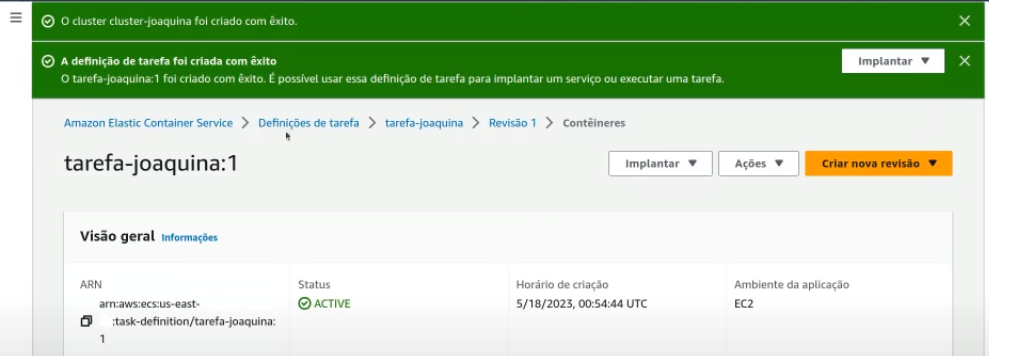 O cluster cluster-joaquina foi criado com êxito.
A definição de tarefa foi criada com êxito
O tarefa-joaquina:1 foi criado com êxito. É possível usar essa definição de tarefa para implantar um serviço ou executar uma tarefa.
Implantar
Amazon Elastic Container Service > Definições de tarefa > tarefa-joaquina > Revisão 1 > Contêineres
tarefa-joaquina:1
Implantar
Ações
Criar nova revisão
Visão geral Informações
ARN
arn:aws:ecs:us-east-
:task-definition/tarefa-joaquina:
1
Status
ACTIVE
Horário de criação
5/18/2023, 00:54:44 UTC
Ambiente da aplicação
EC2